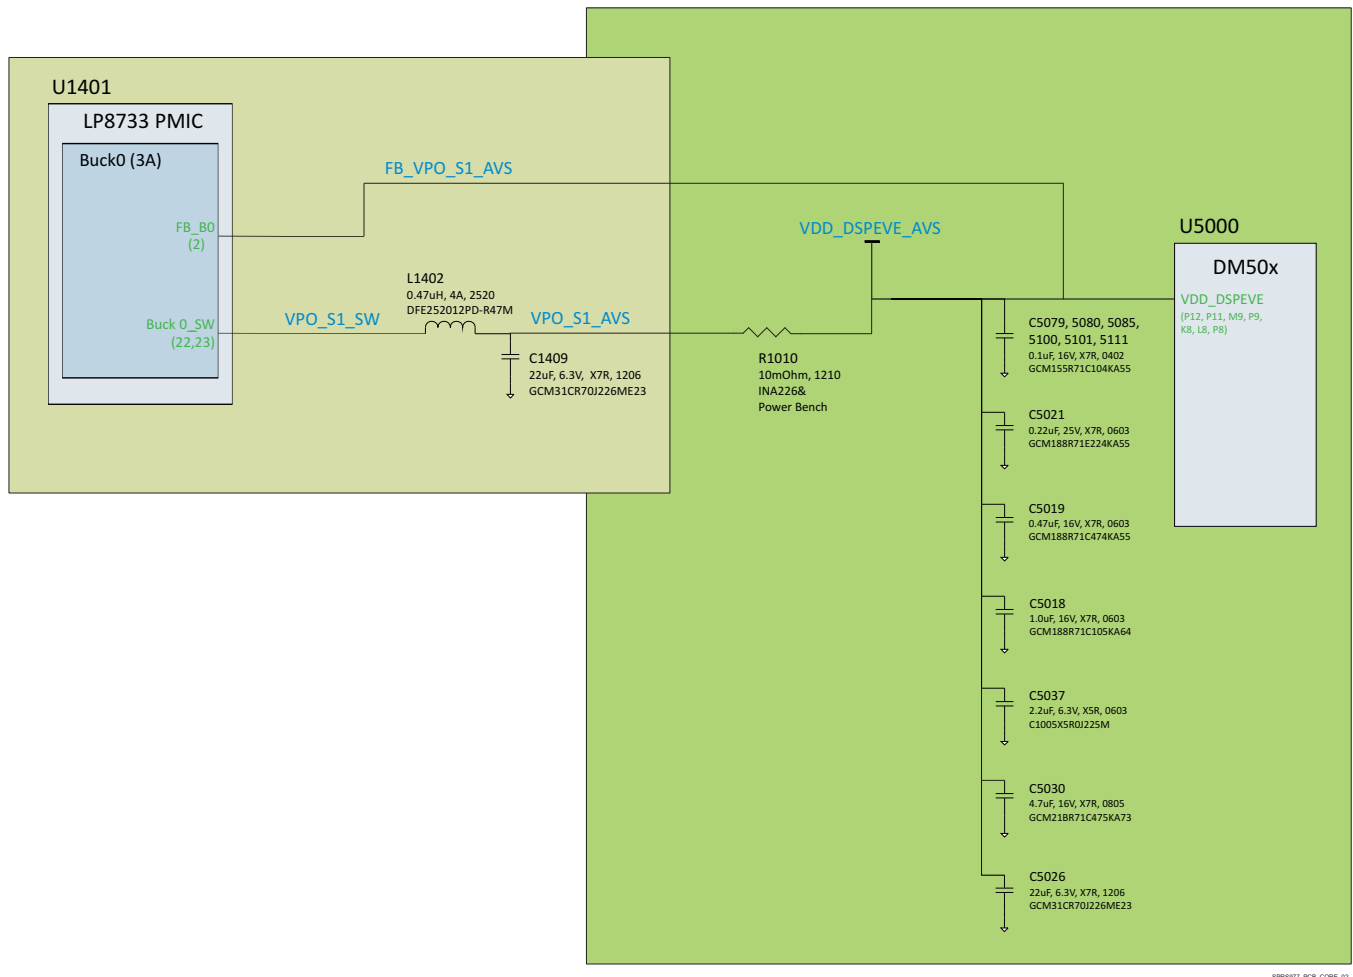 U1401
LP8733 PMIC
Buck0 (3A)
FB_B0
(2)
Buck 0_SW
(22,23)
FB_VPO_S1_AVS
VPO_S1_SW
L1402
0.47uH, 4A, 2520
DFE252012PD-R47M
VPO_S1_AVS
C1409
22uF, 6.3V, X7R, 1206
GCM31CR70J226ME23
VDD_DSPEVE_AVS
R1010
10mOhm, 1210
INA226&
Power Bench
U5000
DM50x
VDD_DSPEVE
(P12, P11, M9, P9,
K8, L8, P8)
C5079, 5080, 5085,
5100, 5101, 5111
0.1uF, 16V, X7R, 0402
GCM155R71C104KA55
C5021
0.22uF, 25V, X7R, 0603
GCM188R71E224KA55
C5019
0.47uF, 16V, X7R, 0603
GCM188R71C474KA55
C5018
1.0uF, 16V, X7R, 0603
GCM188R71C105KA64
C5037
2.2uF, 6.3V, X5R, 0603
C1005X5R0J225M
C5030
4.7uF, 16V, X7R, 0805
GCM21BR71C475KA73
C5026
22uF, 6.3V, X7R, 1206
GCM31CR70J226ME23
SPRS977_PCB_CORE_02